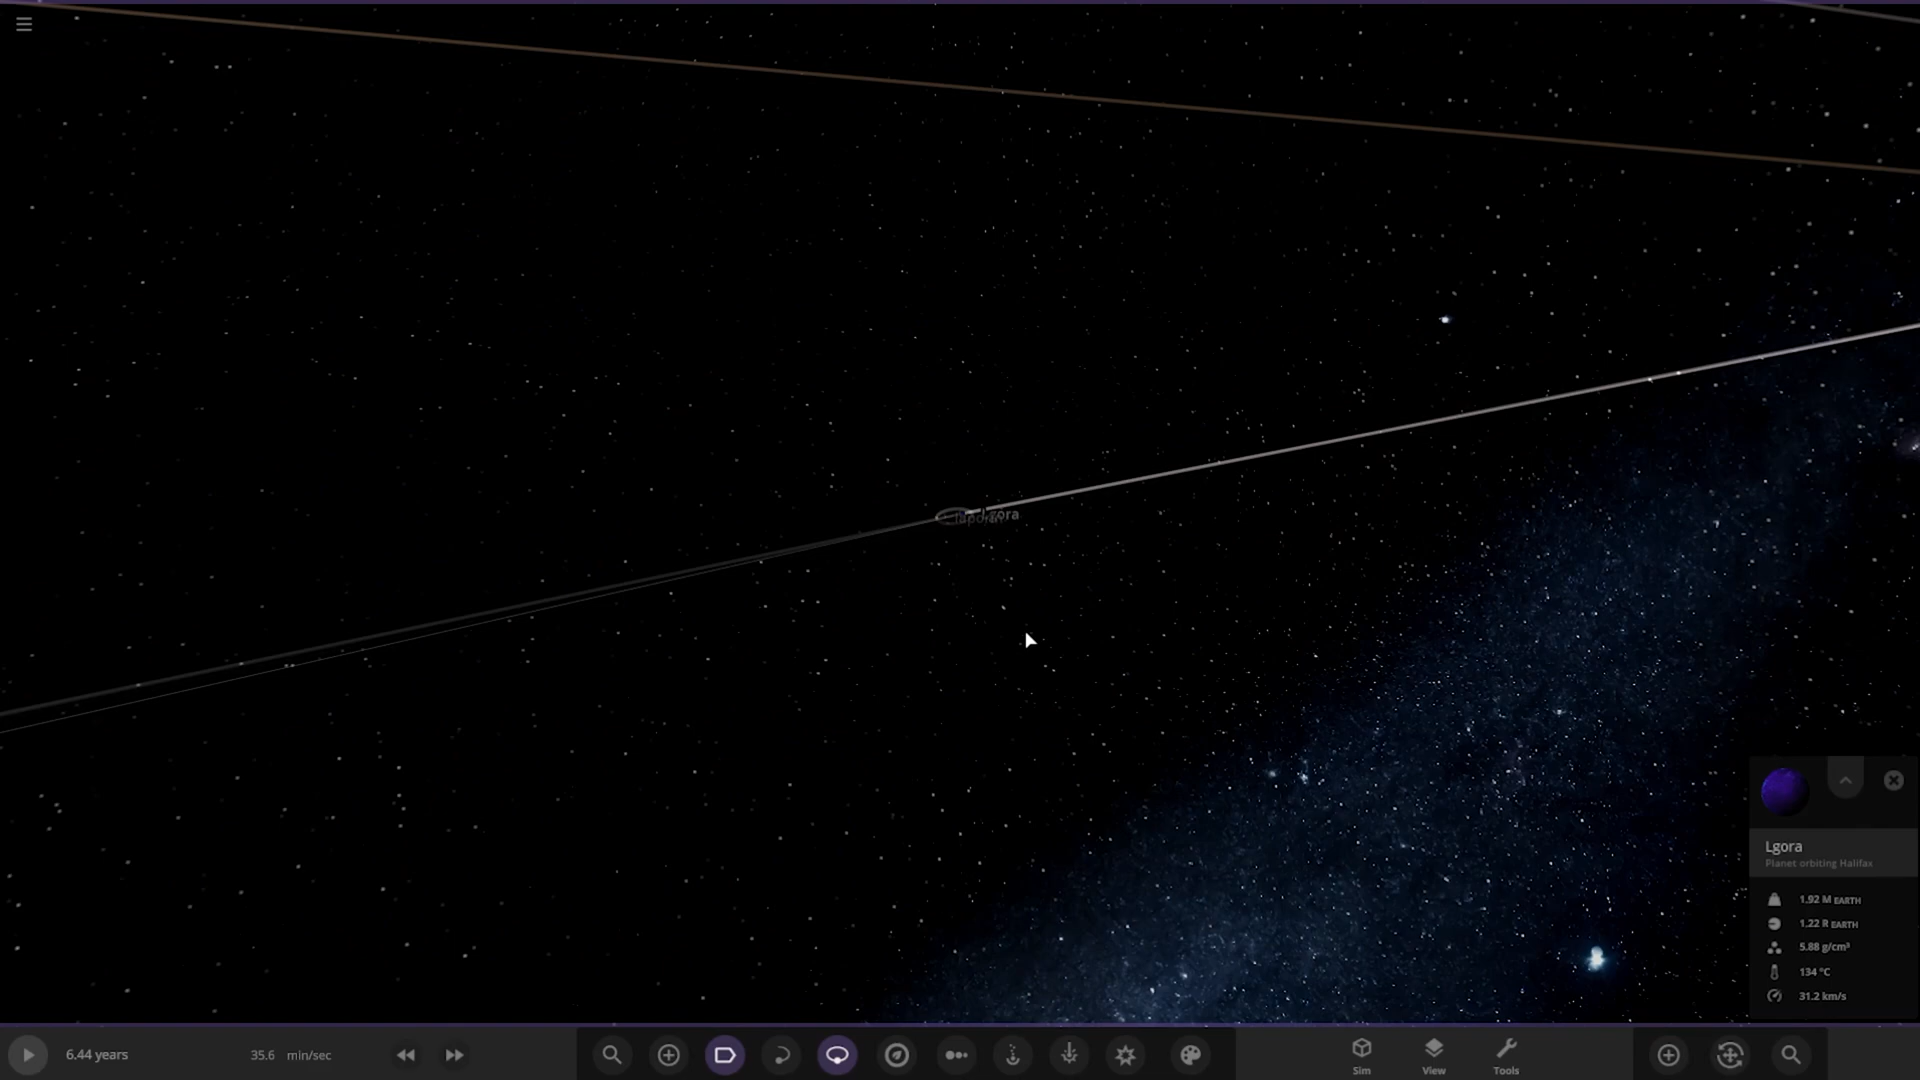 Lgora
Lgora
Planet orbiting Halifax
1.92 M EARTH
1.22 R EARTH
5.88 g/cm³
134 °C
31.2 km/s
6.44 years
35.6 min/sec
Sim
View
Tools